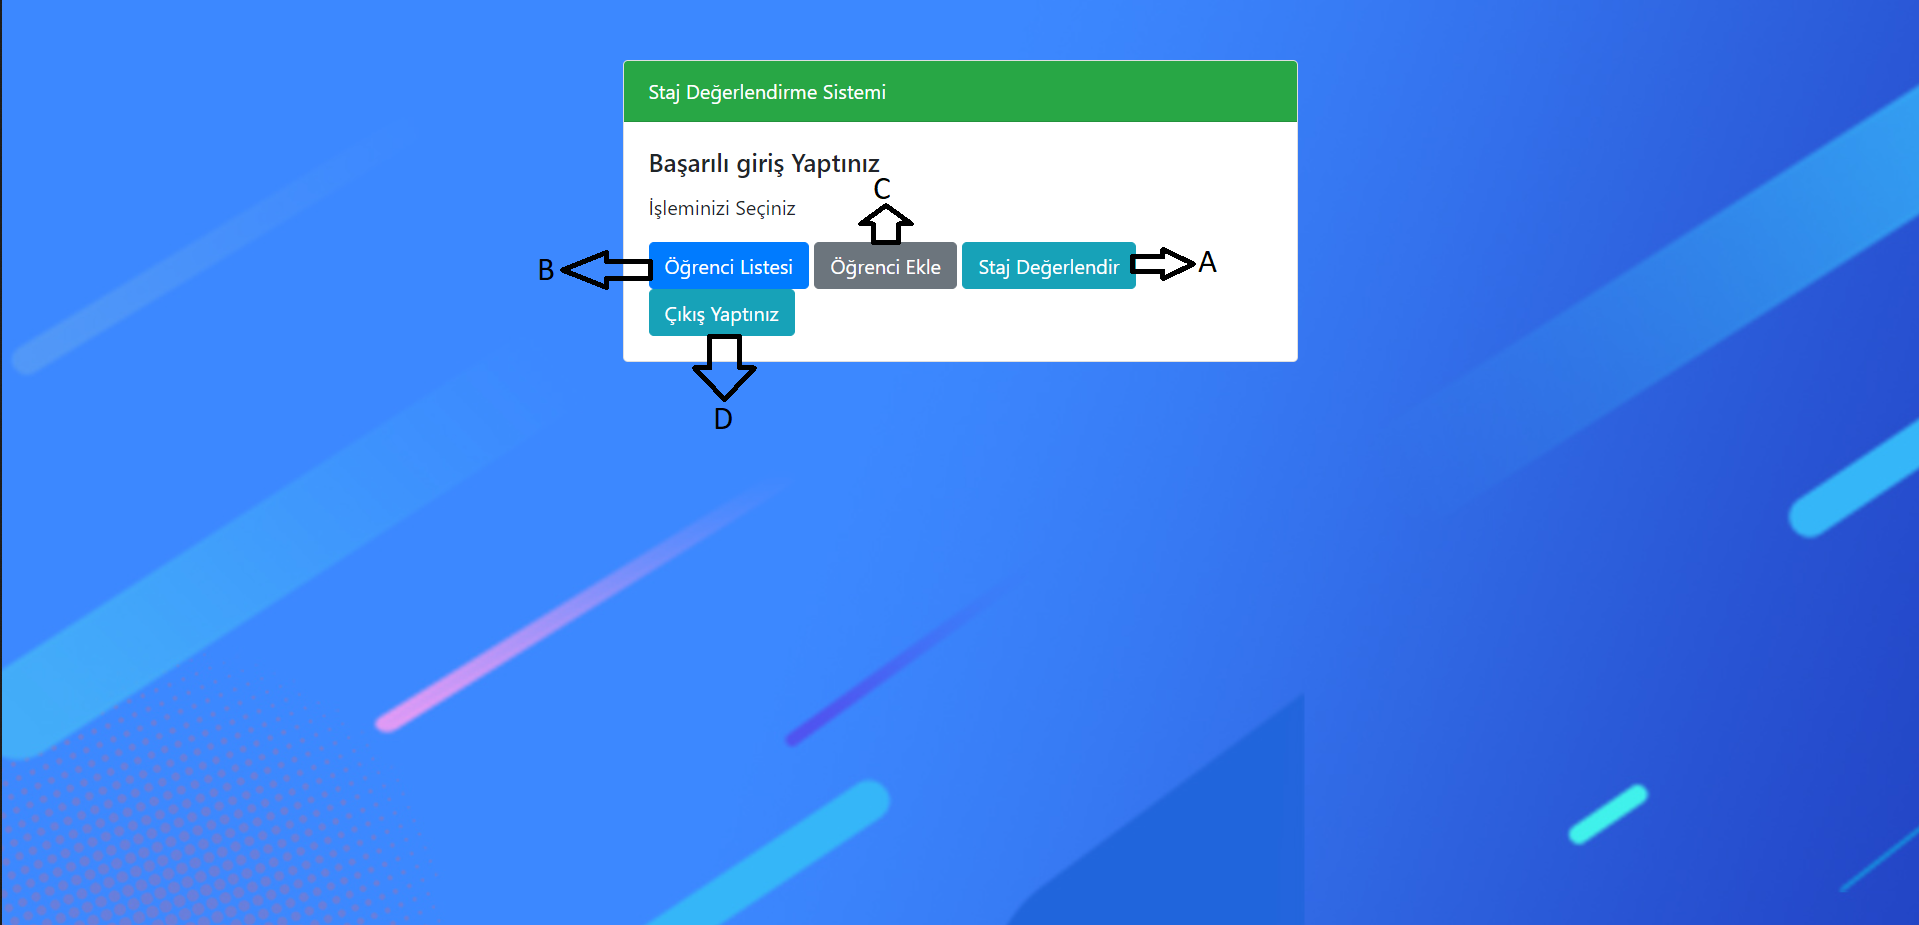 Staj Değerlendirme Sistemi
Başarılı giriş Yaptınız
C
İşleminizi Seçiniz
B Öğrenci Listesi Öğrenci Ekle Staj Değerlendir A
Çıkış Yaptınız
D